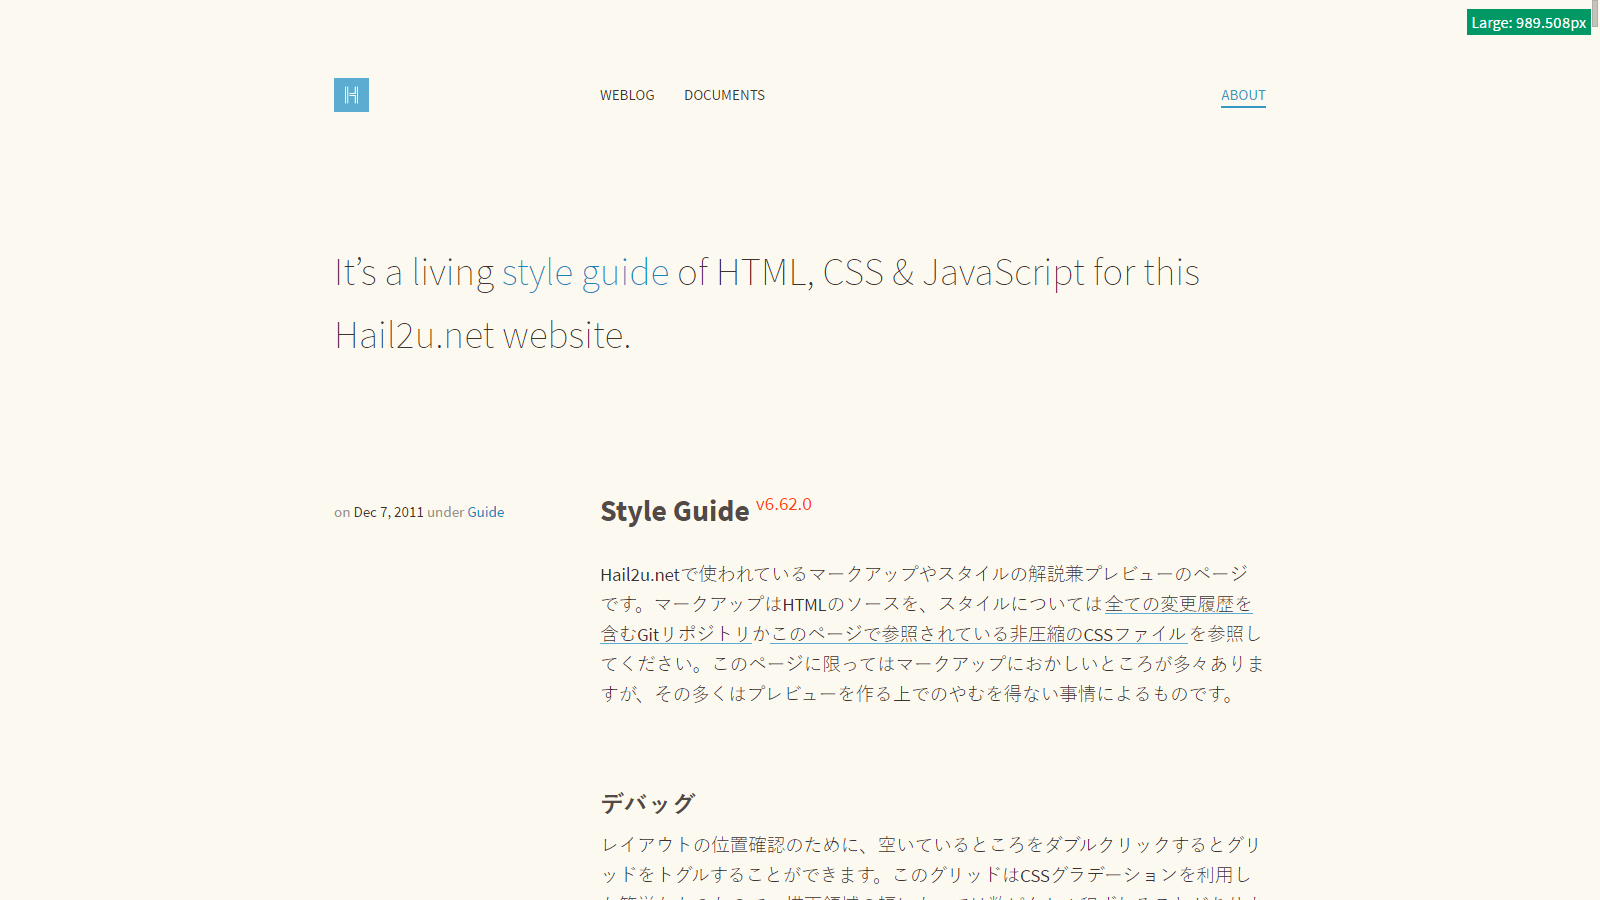 Large: 989.508px
H
WEBLOG DOCUMENTS ABOUT
It’s a living style guide of HTML, CSS & JavaScript for this
Hail2u.net website.
on Dec 7, 2011 under Guide
Style Guide v6.62.0
Hail2u.netで使われているマークアップやスタイルの解説兼プレビューのページ
です。マークアップはHTMLのソースを、スタイルについては全ての変更履歴を
含むGitリポジトリかこのページで参照されている非圧縮のCSSファイルを参照し
てください。このページに限ってはマークアップにおかしいところが多々ありま
すが、その多くはプレビューを作る上でのやむを得ない事情によるものです。
デバッグ
レイアウトの位置確認のために、空いているところをダブルクリックするとグリ
ッドをトグルすることができます。このグリッドはCSSグラデーションを利用し